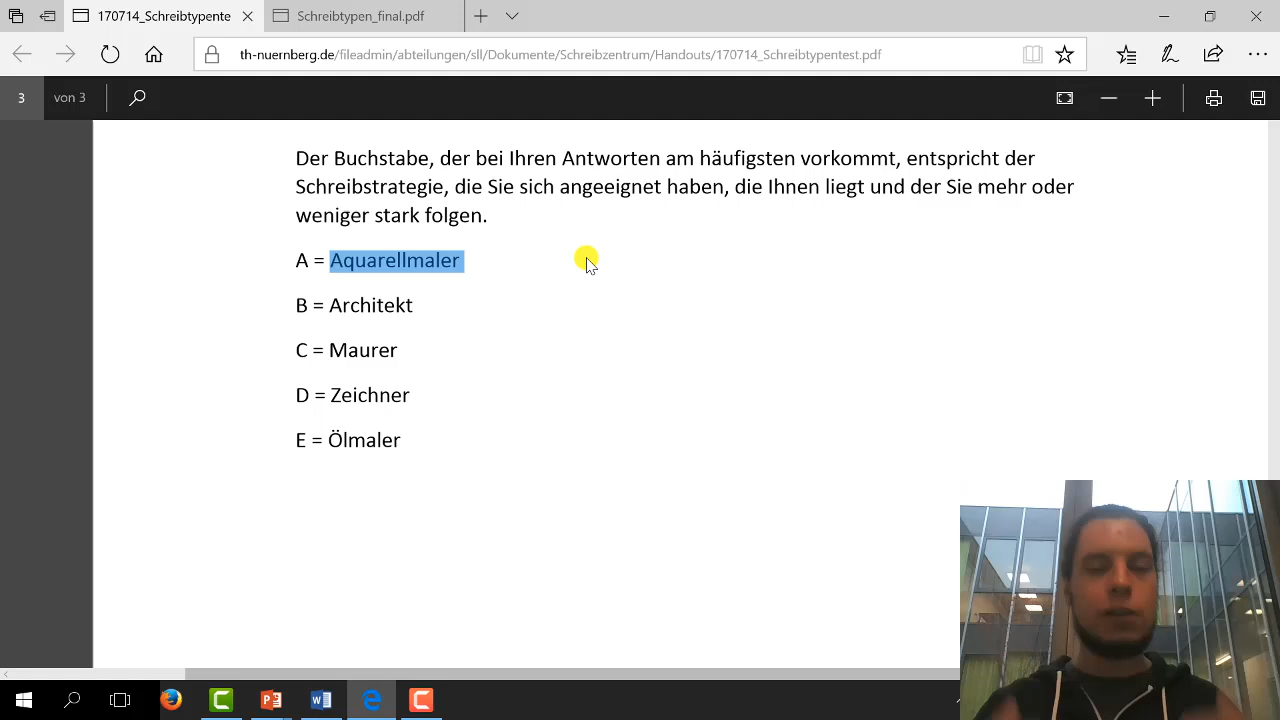 170714_Schreibtypente
Schreibtypen_final.pdf
th-nuernberg.de/fileadmin/abteilungen/sll/Dokumente/Schreibzentrum/Handouts/170714_Schreibtypentest.pdf
3 von 3
Der Buchstabe, der bei Ihren Antworten am häufigsten vorkommt, entspricht der
Schreibstrategie, die Sie sich angeeignet haben, die Ihnen liegt und der Sie mehr oder
weniger stark folgen.
A = Aquarellmaler
B = Architekt
C = Maurer
D = Zeichner
E = Ölmaler